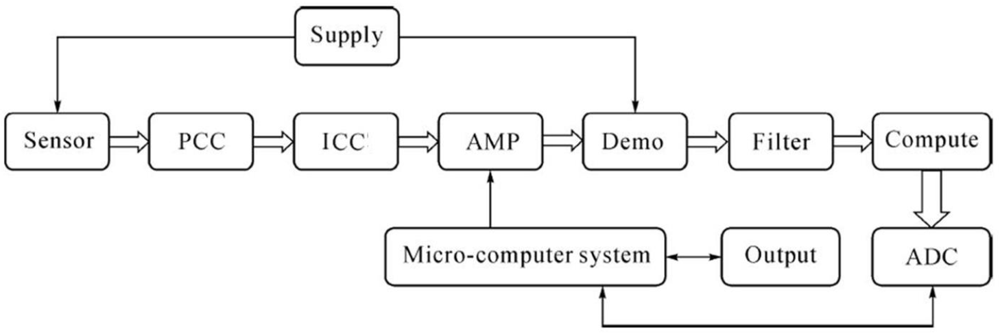 Supply
Sensor
PCC
ICC
AMP
Demo
Filter
Compute
Micro-computer system
Output
ADC